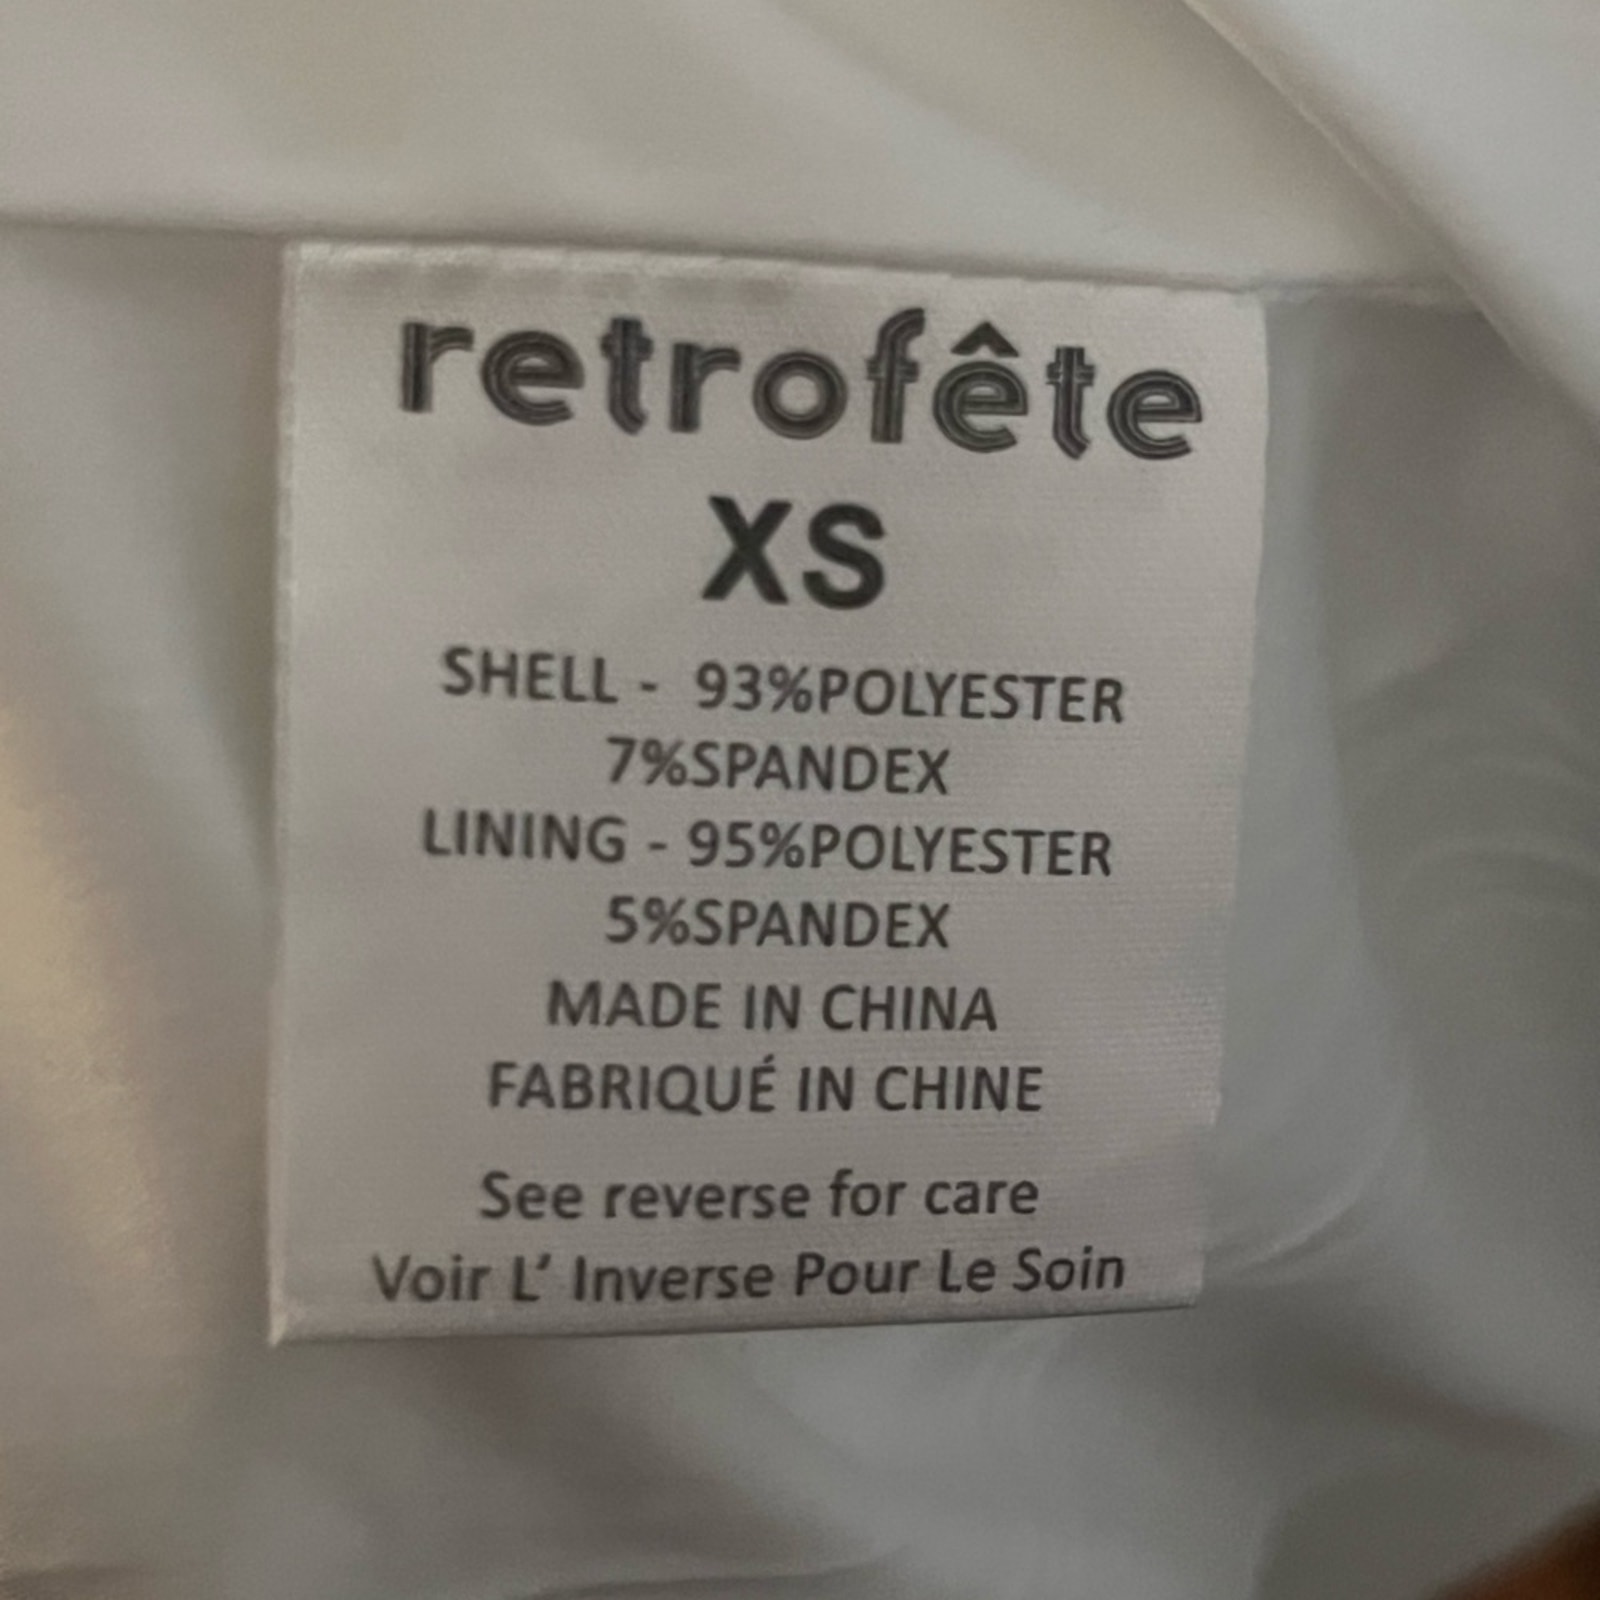 retrofête
XS
SHELL - 93%POLYESTER
7%SPANDEX
LINING - 95%POLYESTER
5%SPANDEX
MADE IN CHINA
FABRIQUÉ IN CHINE
See reverse for care
Voir L’ Inverse Pour Le Soin